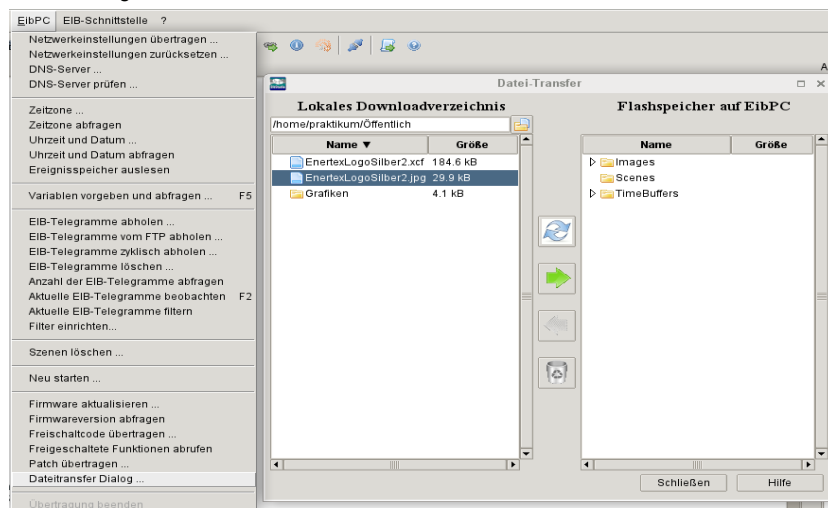 EibPC EIB-Schnittstelle ?
Netzwerkeinstellungen übertragen ...
Netzwerkeinstellungen zurücksetzen ...
DNS-Server ...
DNS-Server prüfen ...
Zeitzone ...
Zeitzone abfragen
Uhrzeit und Datum ...
Uhrzeit und Datum abfragen
Ereignisspeicher auslesen
Variablen vorgeben und abfragen ... F5
EIB-Telegramme abholen ...
EIB-Telegramme vom FTP abholen ...
EIB-Telegramme zyklisch abholen ...
EIB-Telegramme löschen ...
Anzahl der EIB-Telegramme abfragen
Aktuelle EIB-Telegramme beobachten F2
Aktuelle EIB-Telegramme filtern
Filter einrichten...
Szenen löschen ...
Neu starten ...
Firmware aktualisieren ...
Firmwareversion abfragen
Freischaltcode übertragen ...
Freigeschaltete Funktionen abrufen
Patch übertragen ...
Dateitransfer Dialog ...
Übertragung beenden
A
Datei-Transfer
Lokales Downloadverzeichnis
/home/praktikum/Öffentlich
Name ▼ Größe
EnertexLogoSilber2.xcf 184.6 kB
EnertexLogoSilber2.jpg 29.9 kB
Grafiken 4.1 kB
Flashspeicher auf EibPC
Name Größe
Images
Scenes
TimeBuffers
Schließen Hilfe